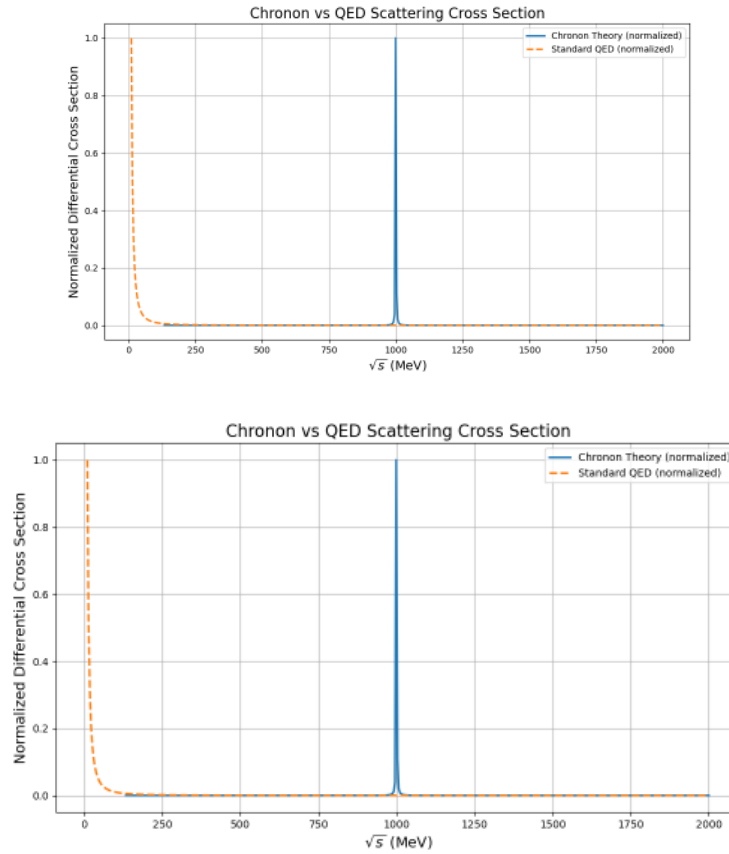 Chronon vs QED Scattering Cross Section
Chronon Theory (normalized)
Standard QED (normalized)
Normalized Differential Cross Section
1.0
0.8
0.6
0.4
0.2
0.0
0 250 500 750 1000 1250 1500 1750 2000
√s (MeV)
Chronon vs QED Scattering Cross Section
Chronon Theory (normalized)
Standard QED (normalized)
Normalized Differential Cross Section
1.0
0.8
0.6
0.4
0.2
0.0
0 250 500 750 1000 1250 1500 1750 2000
√s (MeV)